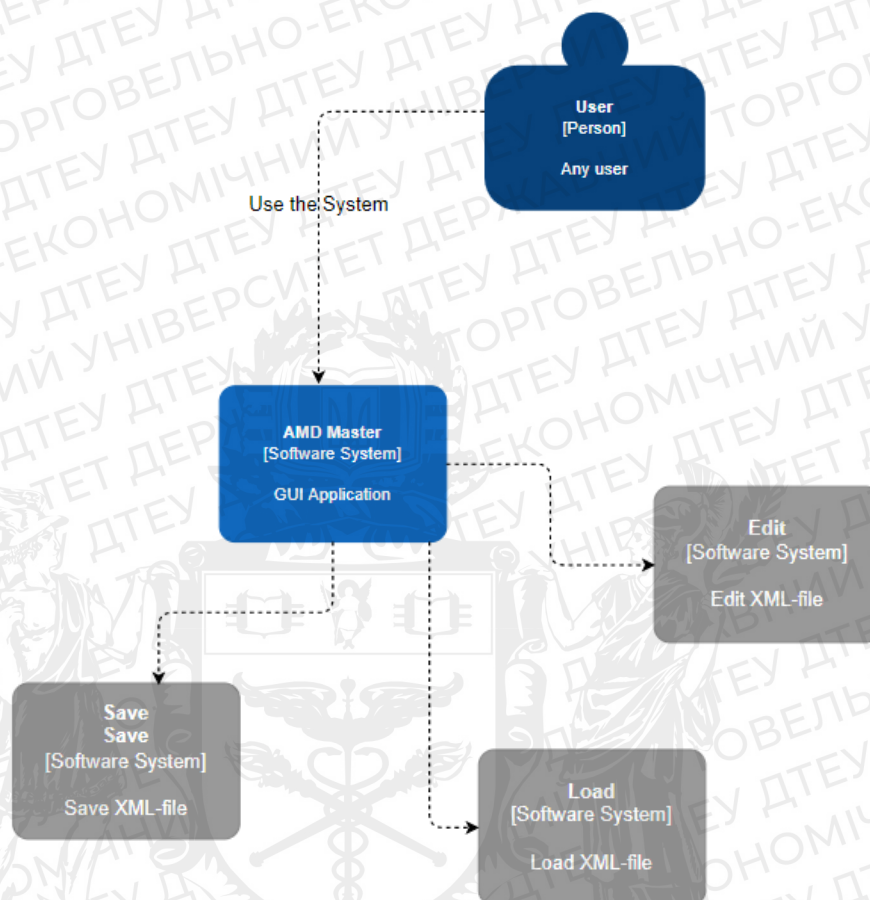 User
[Person]
Any user
Use the System
AMD Master
[Software System]
GUI Application
Edit
[Software System]
Edit XML-file
Save
Save
[Software System]
Save XML-file
Load
[Software System]
Load XML-file